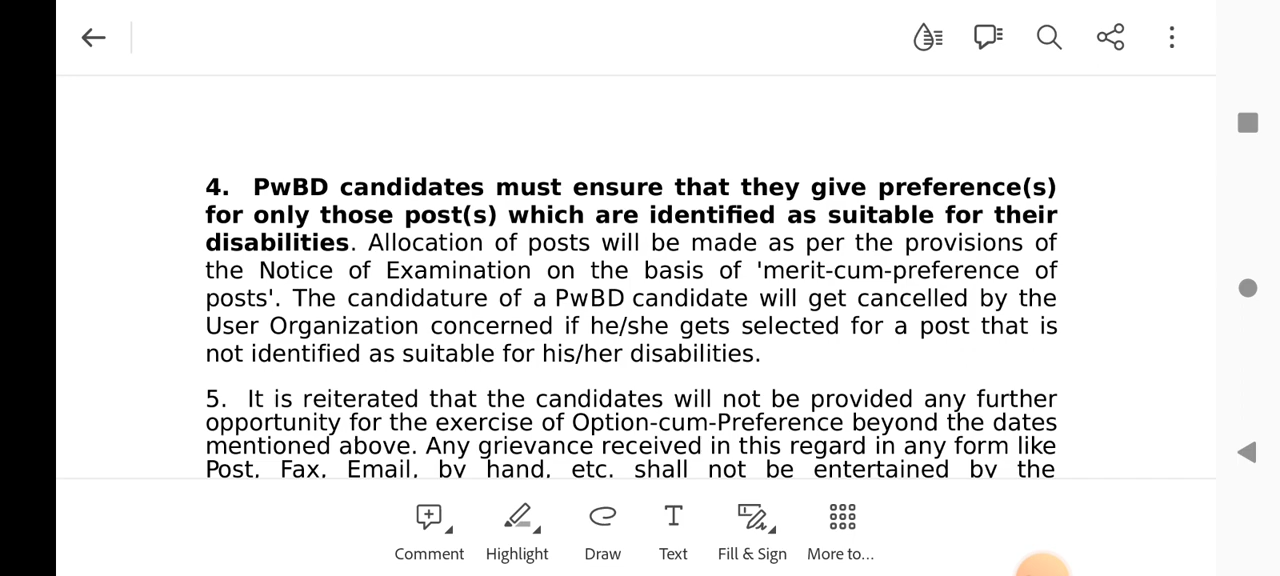 4. PwBD candidates must ensure that they give preference(s)
for only those post(s) which are identified as suitable for their
disabilities. Allocation of posts will be made as per the provisions of
the Notice of Examination on the basis of 'merit-cum-preference of
posts'. The candidature of a PwBD candidate will get cancelled by the
User Organization concerned if he/she gets selected for a post that is
not identified as suitable for his/her disabilities.
5. It is reiterated that the candidates will not be provided any further
opportunity for the exercise of Option-cum-Preference beyond the dates
mentioned above. Any grievance received in this regard in any form like
Post, Fax, Email, by hand, etc. shall not be entertained by the
Comment Highlight Draw Text Fill & Sign More to...